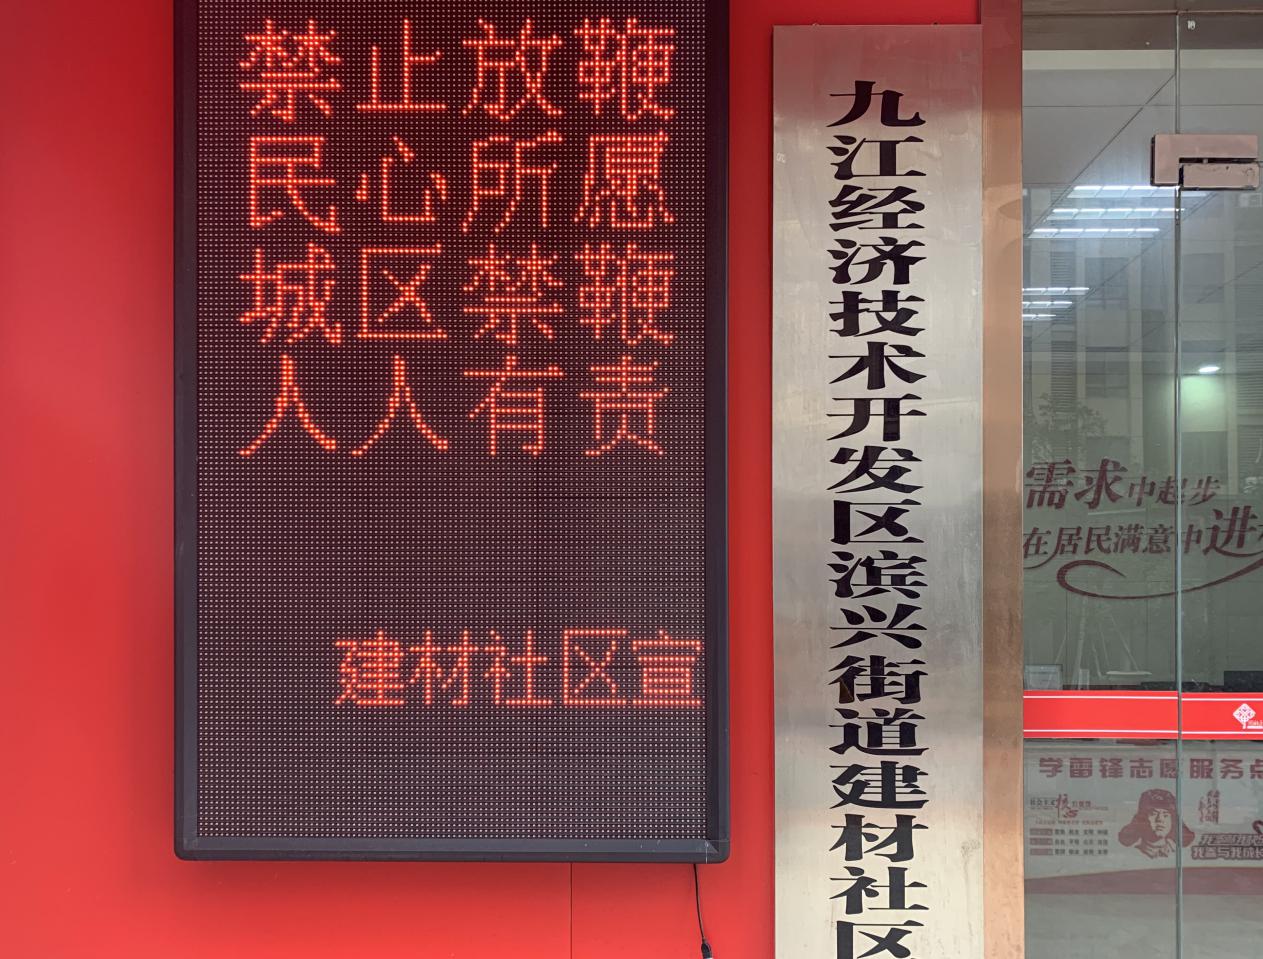 禁止放鞭
民心所愿
城区禁鞭
人人有责
建材社区宣
九江经济技术开发区滨兴街道建材社区
需求中起步
在居民满意中进
学雷锋志愿服务点